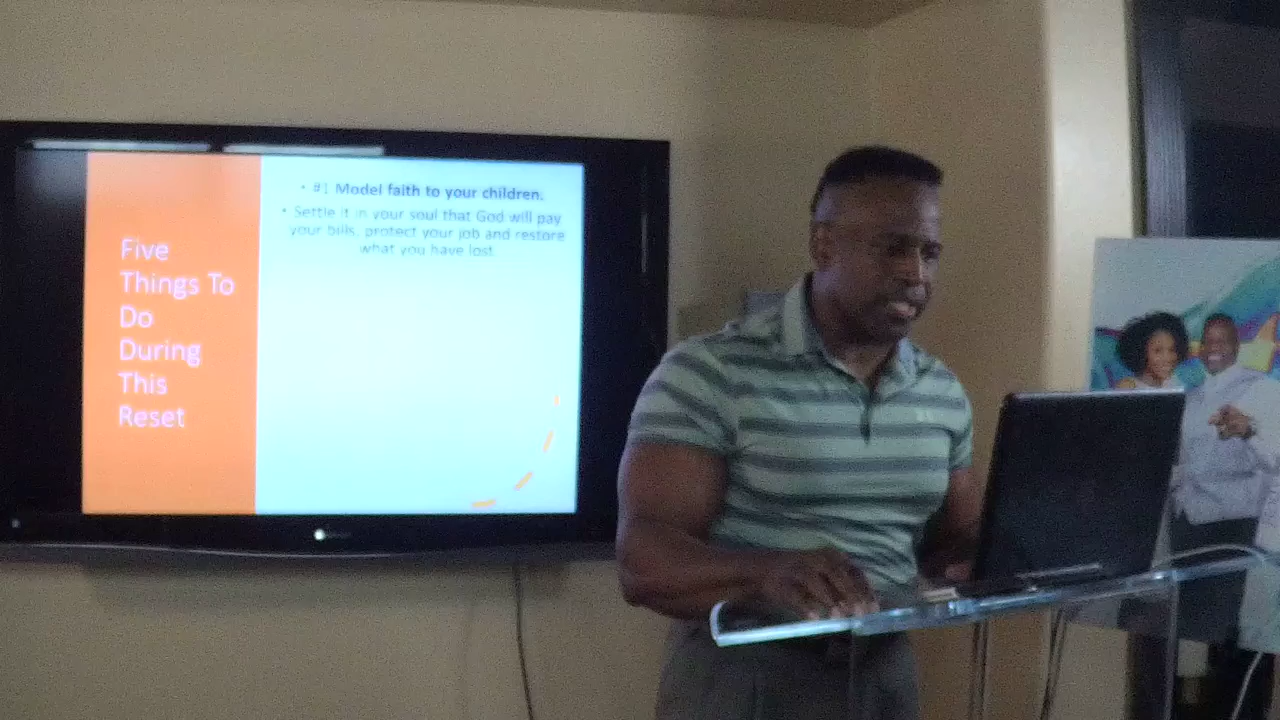 Five
Things To
Do
During
This
Reset
• #1 Model faith to your children.
• Settle it in your soul that God will pay
your bills, protect your job and restore
what you have lost.